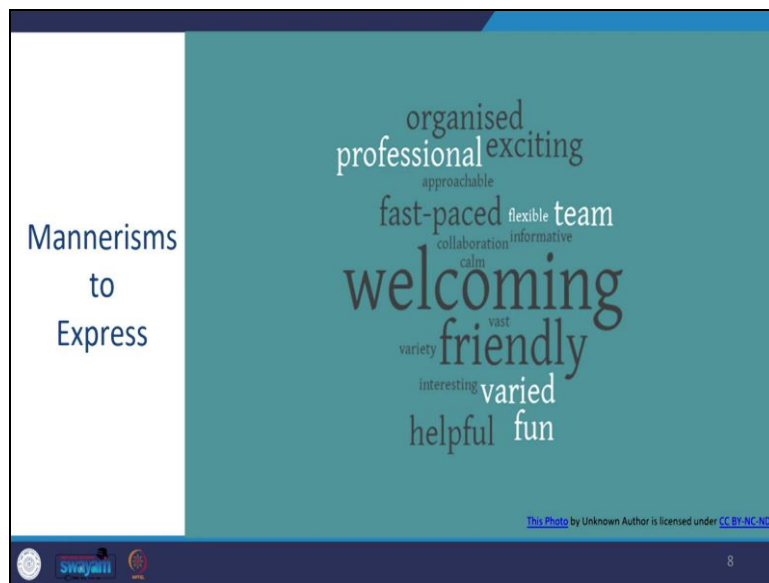 Mannerisms
to
Express
organised
professional exciting
approachable
fast-paced flexible team
collaboration informative
calm
welcoming
vast
variety friendly
interesting varied
helpful fun
This Photo by Unknown Author is licensed under CC BY-NC-ND
swayam
8